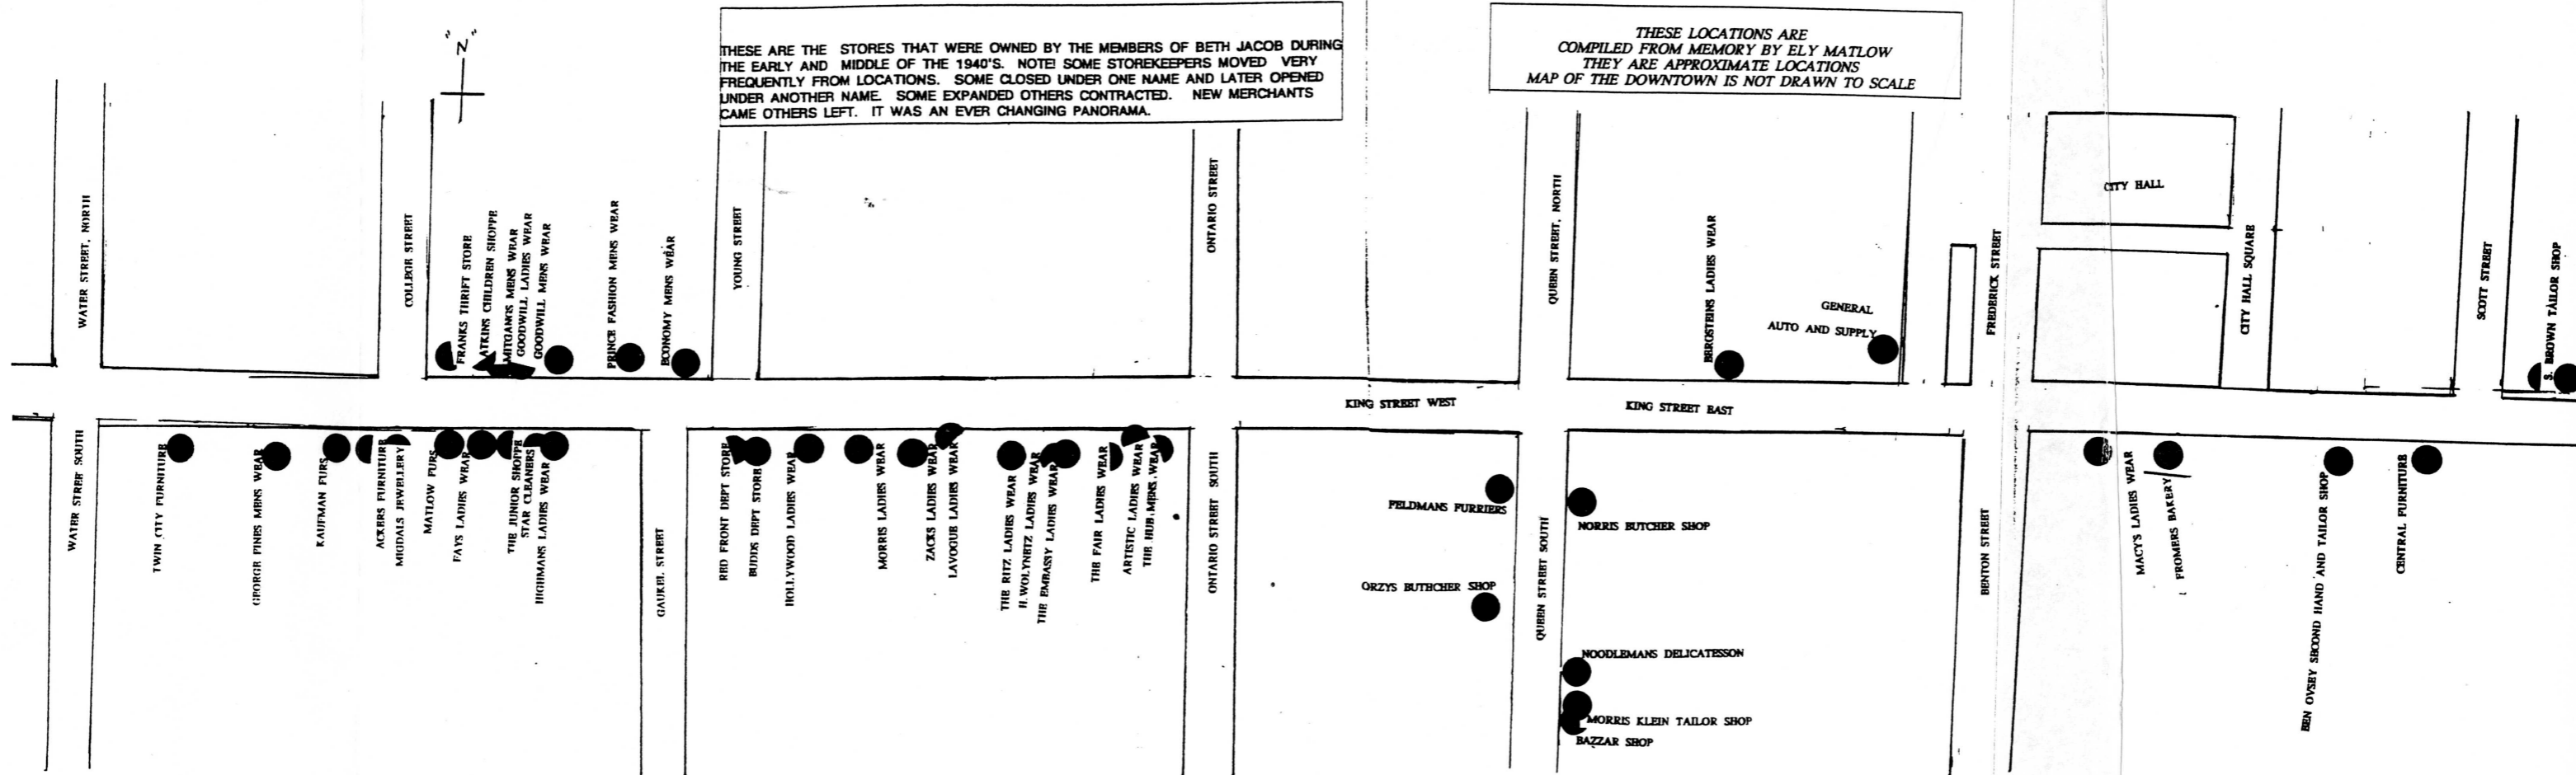 "N"
THESE ARE THE STORES THAT WERE OWNED BY THE MEMBERS OF BETH JACOB DURING
THE EARLY AND MIDDLE OF THE 1940'S. NOTE! SOME STOREKEEPERS MOVED VERY
FREQUENTLY FROM LOCATIONS. SOME CLOSED UNDER ONE NAME AND LATER OPENED
UNDER ANOTHER NAME. SOME EXPANDED OTHERS CONTRACTED. NEW MERCHANTS
CAME OTHERS LEFT. IT WAS AN EVER CHANGING PANORAMA.
THESE LOCATIONS ARE
COMPILED FROM MEMORY BY ELY MATLOW
THEY ARE APPROXIMATE LOCATIONS
MAP OF THE DOWNTOWN IS NOT DRAWN TO SCALE
WATER STREET, NORTH
COLLEGE STREET
FRANKS THRIFT STORE
ATKINS CHILDREN SHOPPE
MITGANGS MENS WEAR
GOODWILL LADIES WEAR
GOODWILL MENS WEAR
PRINCE FASHION MENS WEAR
ECONOMY MENS WEAR
YOUNG STREET
ONTARIO STREET
QUEEN STREET, NORTH
BERGSTEINS LADIES WEAR
GENERAL
AUTO AND SUPPLY
FREDERICK STREET
CITY HALL
CITY HALL SQUARE
SCOTT STREET
S. BROWN TAILOR SHOP
KING STREET WEST
KING STREET EAST
WATER STREET SOUTH
TWIN CITY FURNITURE
GEORGE FINES MENS WEAR
KAUFMAN FURS
ACKERS FURNITURE
MIGDALS JEWELLERY
MATLOW FURS
FAYS LADIES WEAR
THE JUNIOR SHOPPE
STAR CLEANERS
HIGHMANS LADIES WEAR
GAUKEL STREET
RED FRONT DEPT STORE
BUDDS DEPT STORE
HOLLYWOOD LADIES WEAR
MORRIS LADIES WEAR
ZACKS LADIES WEAR
LAVOGUE LADIES WEAR
THE RITZ LADIES WEAR
H.WOLYNETZ LADIES WEAR
THE EMBASSY LADIES WEAR
THE FAIR LADIES WEAR
ARTISTIC LADIES WEAR
THE HUB MENS WEAR
ONTARIO STREET SOUTH
FELDMANS FURRIERS
ORZYS BUTHCHER SHOP
QUEEN STREET SOUTH
NORRIS BUTCHER SHOP
NOODLEMANS DELICATESSON
MORRIS KLEIN TAILOR SHOP
BAZZAR SHOP
BENTON STREET
MACY'S LADIES WEAR
FROMERS BAKERY
BEN OVSEY SECOND HAND AND TAILOR SHOP
CENTRAL FURNITURE